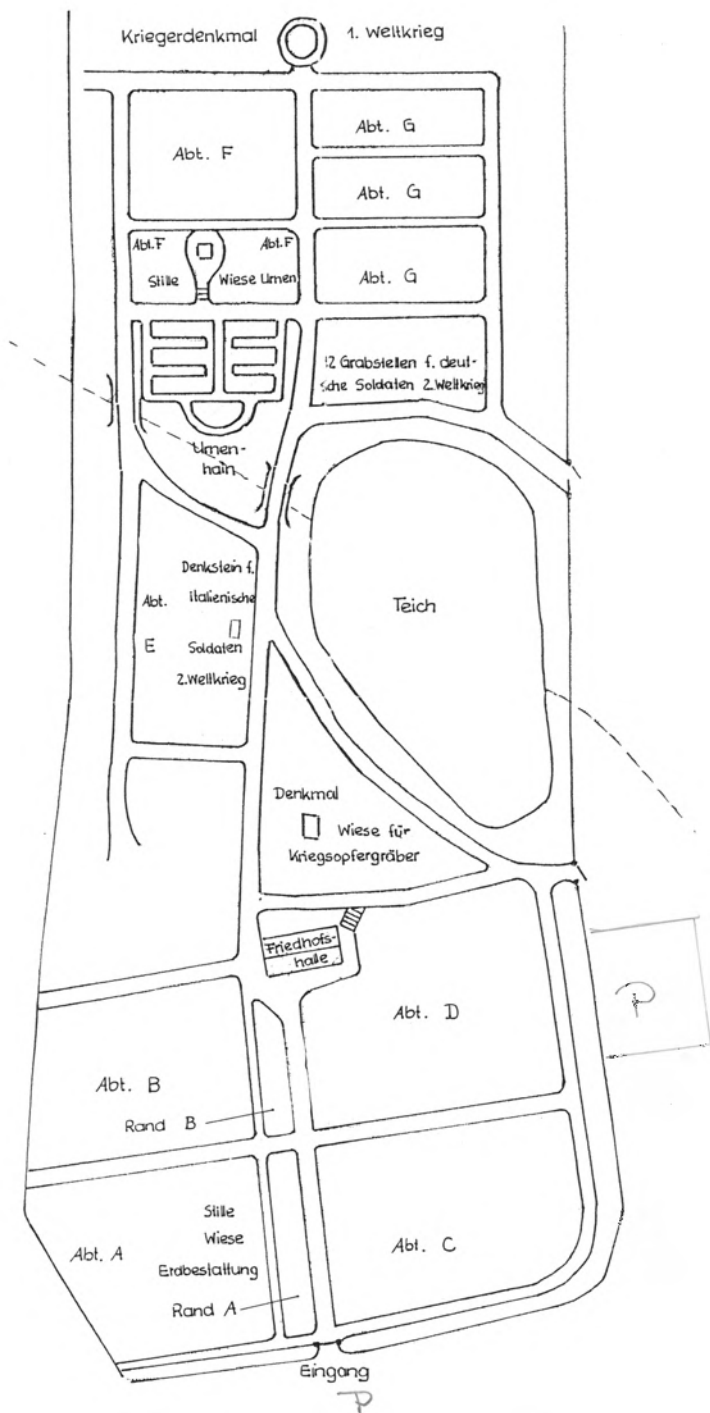 Kriegerdenkmal 1. Weltkrieg
Abt. F
Abt. G
Abt. G
Abt. F
Abt. F
Stille
Wiese Urnen
Abt. G
12 Grabstellen f. deut-
sche Soldaten 2. Weltkrieg
Urnen-
hain
Denkstein f.
Abt. italienische
E Soldaten
2. Weltkrieg
Teich
Denkmal
Wiese für
Kriegsopfergräber
Friedhofs-
halle
P
Abt. D
Abt. B
Rand B
Stille
Wiese
Abt. A
Abt. C
Erdbestattung
Rand A
Eingang
P